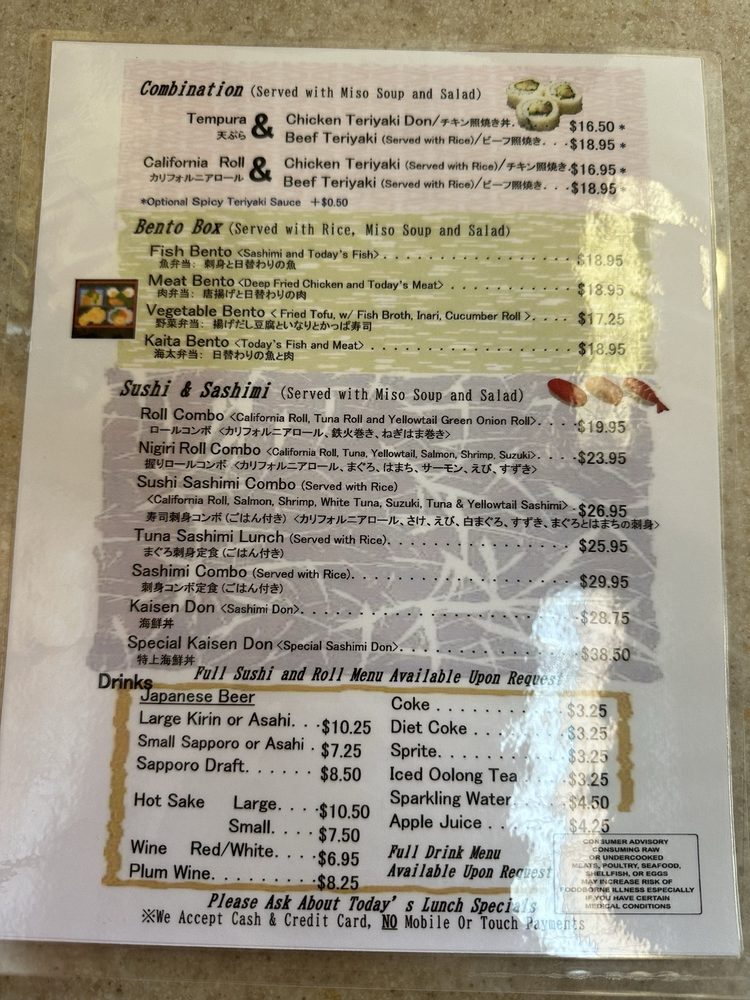 Combination (Served with Miso Soup and Salad)
Tempura & Chicken Teriyaki Don/チキン照焼き丼. $16.50 *
天ぷら Beef Teriyaki (Served with Rice)/ビーフ照焼き. . . $18.95 *
California Roll & Chicken Teriyaki (Served with Rice)/チキン照焼き. $16.95 *
カリフォルニアロール Beef Teriyaki (Served with Rice)/ビーフ照焼き. . . $18.95 *
*Optional Spicy Teriyaki Sauce +$0.50
Bento Box (Served with Rice, Miso Soup and Salad)
Fish Bento <Sashimi and Today's Fish> . . . . . . . . . . . . . . . . . . $18.95
魚弁当: 刺身と日替わりの魚
Meat Bento <Deep Fried Chicken and Today's Meat> . . . . . . . . . . . . $18.95
肉弁当: 唐揚げと日替わりの肉
Vegetable Bento < Fried Tofu, w/ Fish Broth, Inari, Cucumber Roll >. . . . $17.25
野菜弁当: 揚げだし豆腐といなりとかっぱ寿司
Kaita Bento <Today's Fish and Meat> . . . . . . . . . . . . . . . . . . $18.95
海太弁当: 日替わりの魚と肉
Sushi & Sashimi (Served with Miso Soup and Salad)
Roll Combo <California Roll, Tuna Roll and Yellowtail Green Onion Roll>. . . . $19.95
ロールコンボ <カリフォルニアロール、鉄火巻き、ねぎはま巻き>
Nigiri Roll Combo <California Roll, Tuna, Yellowtail, Salmon, Shrimp, Suzuki>. . . . $23.95
握りロールコンボ <カリフォルニアロール、まぐろ、はまち、サーモン、えび、すずき>
Sushi Sashimi Combo (Served with Rice)
<California Roll, Salmon, Shrimp, White Tuna, Suzuki, Tuna & Yellowtail Sashimi> . $26.95
寿司刺身コンボ (ごはん付き) <カリフォルニアロール、さけ、えび、白まぐろ、すずき、まぐろとはまちの刺身>
Tuna Sashimi Lunch (Served with Rice). . . . . . . . . . . . . . . . . $25.95
まぐろ刺身定食 (ごはん付き)
Sashimi Combo (Served with Rice). . . . . . . . . . . . . . . . . . . $29.95
刺身コンボ定食 (ごはん付き)
Kaisen Don <Sashimi Don>. . . . . . . . . . . . . . . . . . . . . . . $28.75
海鮮丼
Special Kaisen Don <Special Sashimi Don>. . . . . . . . . . . . . . . $38.50
特上海鮮丼
Full Sushi and Roll Menu Available Upon Request
Drinks
Japanese Beer
Large Kirin or Asahi. . . $10.25
Small Sapporo or Asahi . $7.25
Sapporo Draft. . . . . . . $8.50
Hot Sake Large. . . . $10.50
Small. . . . $7.50
Wine Red/White. . . . $6.95
Plum Wine. . . . . . . . . . $8.25
Coke . . . . . . . . . . . $3.25
Diet Coke . . . . . . . . $3.25
Sprite. . . . . . . . . . . $3.25
Iced Oolong Tea . . . . $3.25
Sparkling Water. . . . . $4.50
Apple Juice . . . . . . . $4.25
Full Drink Menu
Available Upon Request
CONSUMER ADVISORY
CONSUMING RAW
OR UNDERCOOKED
MEATS, POULTRY, SEAFOOD,
SHELLFISH, OR EGGS
MAY INCREASE RISK OF
FOODBORNE ILLNESS ESPECIALLY
IF YOU HAVE CERTAIN
MEDICAL CONDITIONS
Please Ask About Today's Lunch Specials
※We Accept Cash & Credit Card, NO Mobile Or Touch Payments